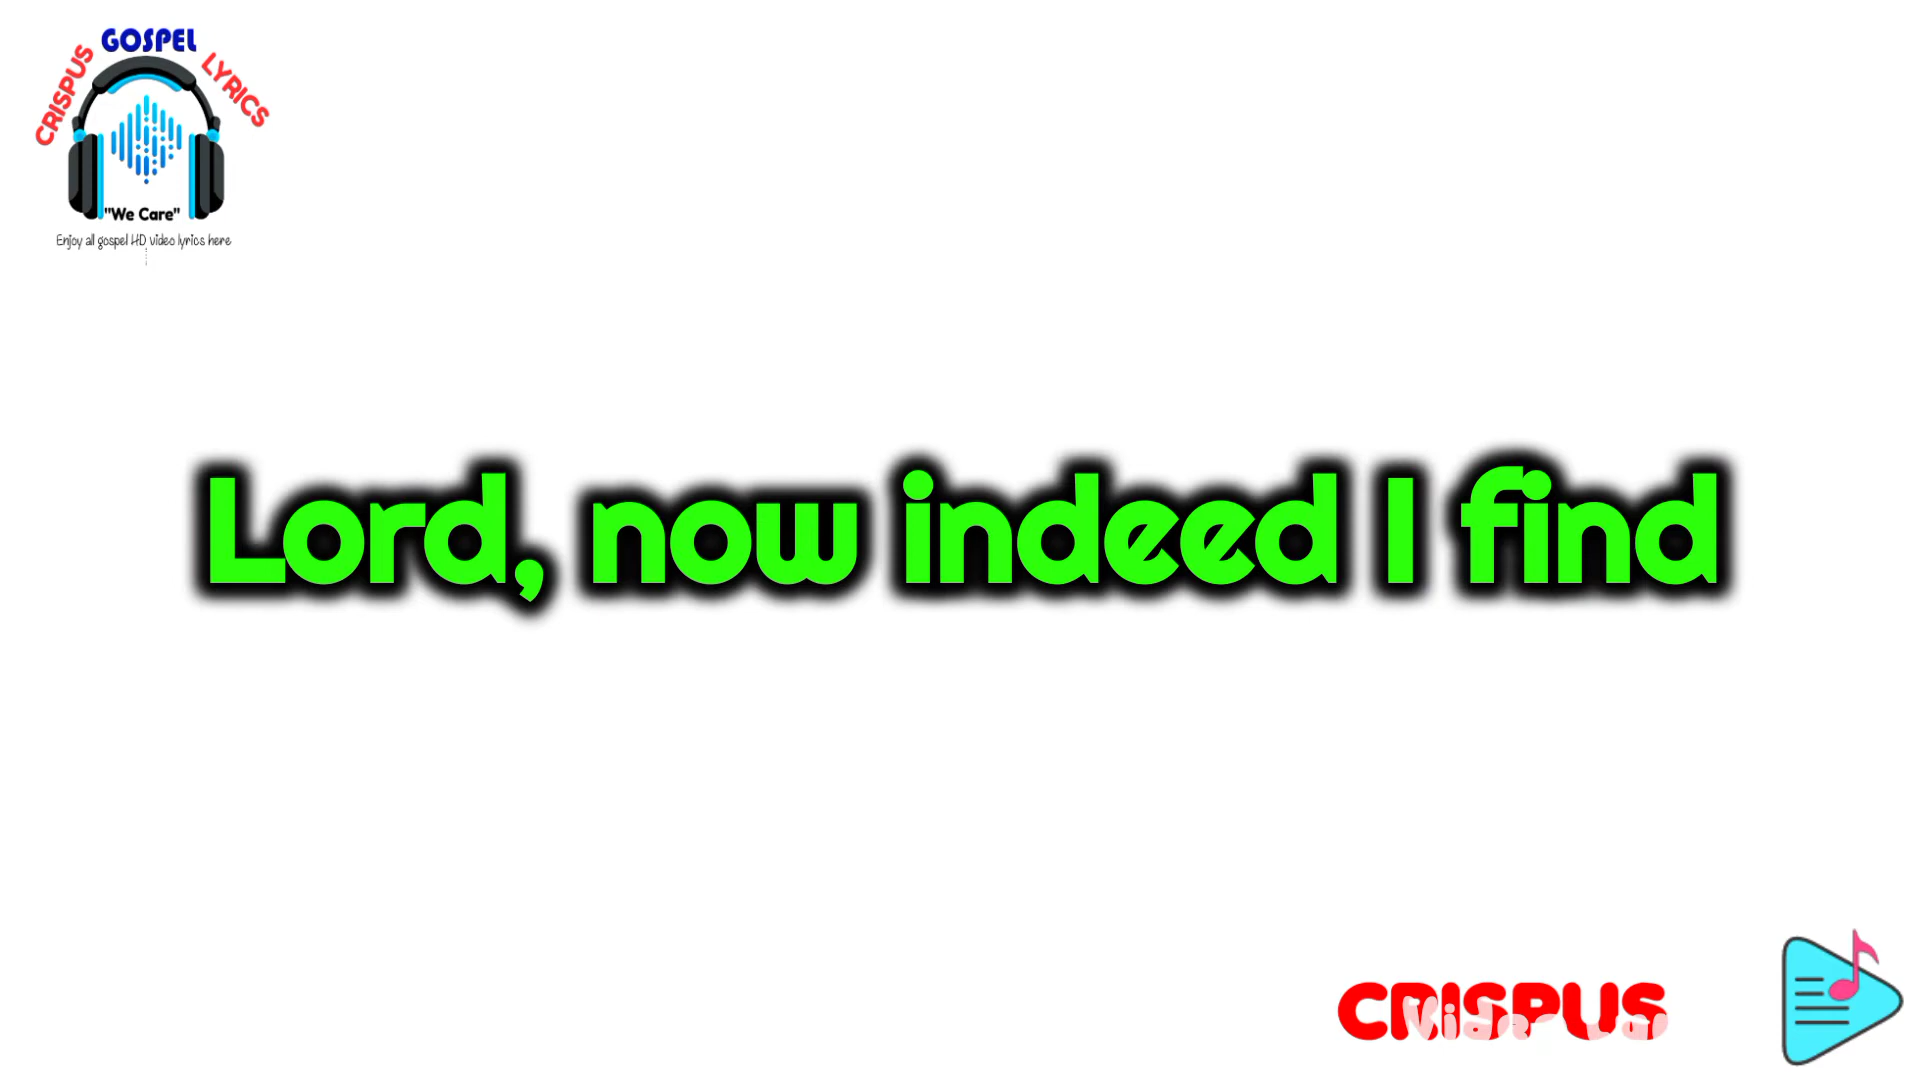 CRISPUS GOSPEL LYRICS
"We Care"
Enjoy all gospel HD video lyrics here
Lord, now indeed I find
CRISPUS